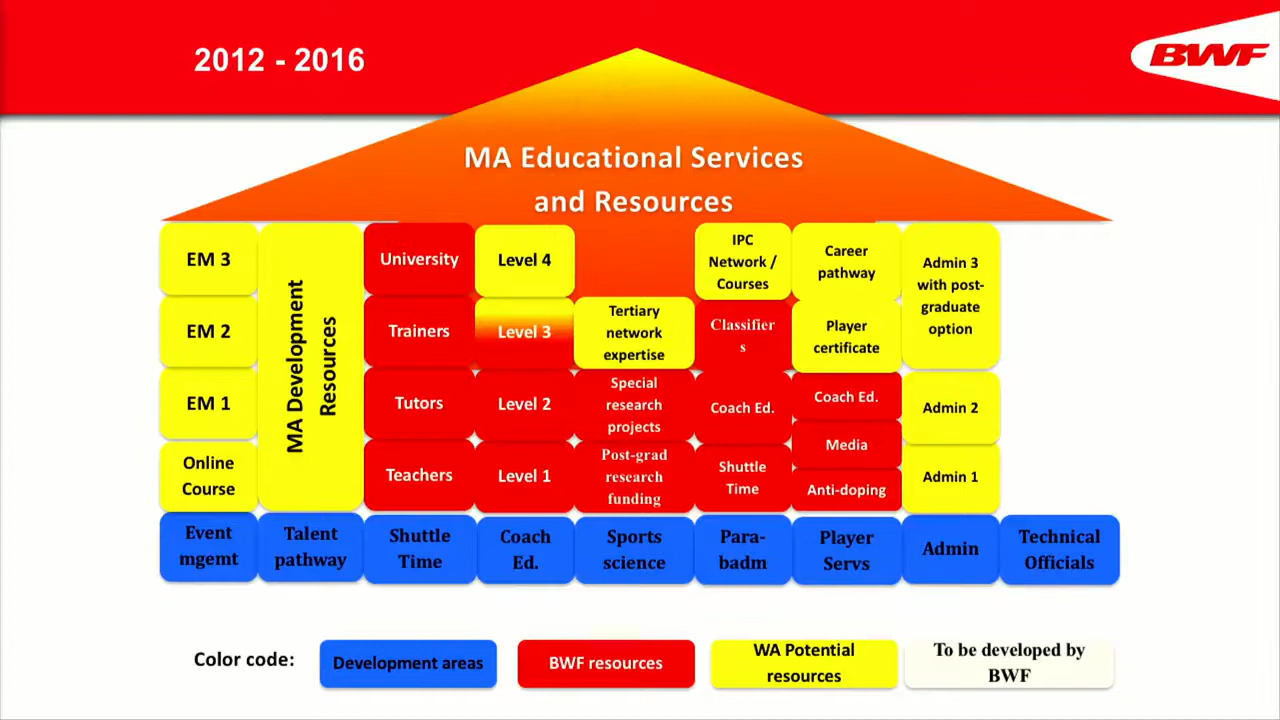 2012 - 2016
BWF
MA Educational Services
and Resources
EM 3
EM 2
EM 1
Online
Course
MA Development
Resources
University
Trainers
Tutors
Teachers
Level 4
Level 3
Level 2
Level 1
Tertiary
network
expertise
Special
research
projects
Post-grad
research
funding
IPC
Network /
Courses
Classifier
s
Coach Ed.
Shuttle
Time
Career
pathway
Player
certificate
Coach Ed.
Media
Anti-doping
Admin 3
with post-
graduate
option
Admin 2
Admin 1
Event
mgemt
Talent
pathway
Shuttle
Time
Coach
Ed.
Sports
science
Para-
badm
Player
Servs
Admin
Technical
Officials
Color code:
Development areas
BWF resources
WA Potential
resources
To be developed by
BWF